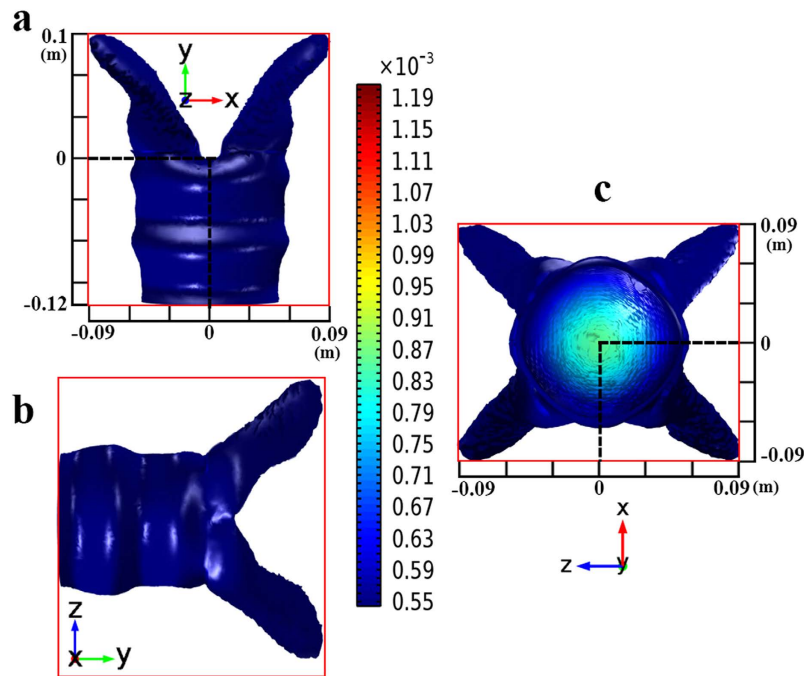 a
0.1
(m)
0
-0.12
-0.09
0
0.09
(m)
y
z
x
b
z
x
y
×10⁻³
1.19
1.15
1.11
1.07
1.03
0.99
0.95
0.91
0.87
0.83
0.79
0.75
0.71
0.67
0.63
0.59
0.55
c
0.09
(m)
0
-0.09
-0.09
0
0.09
(m)
x
z
y